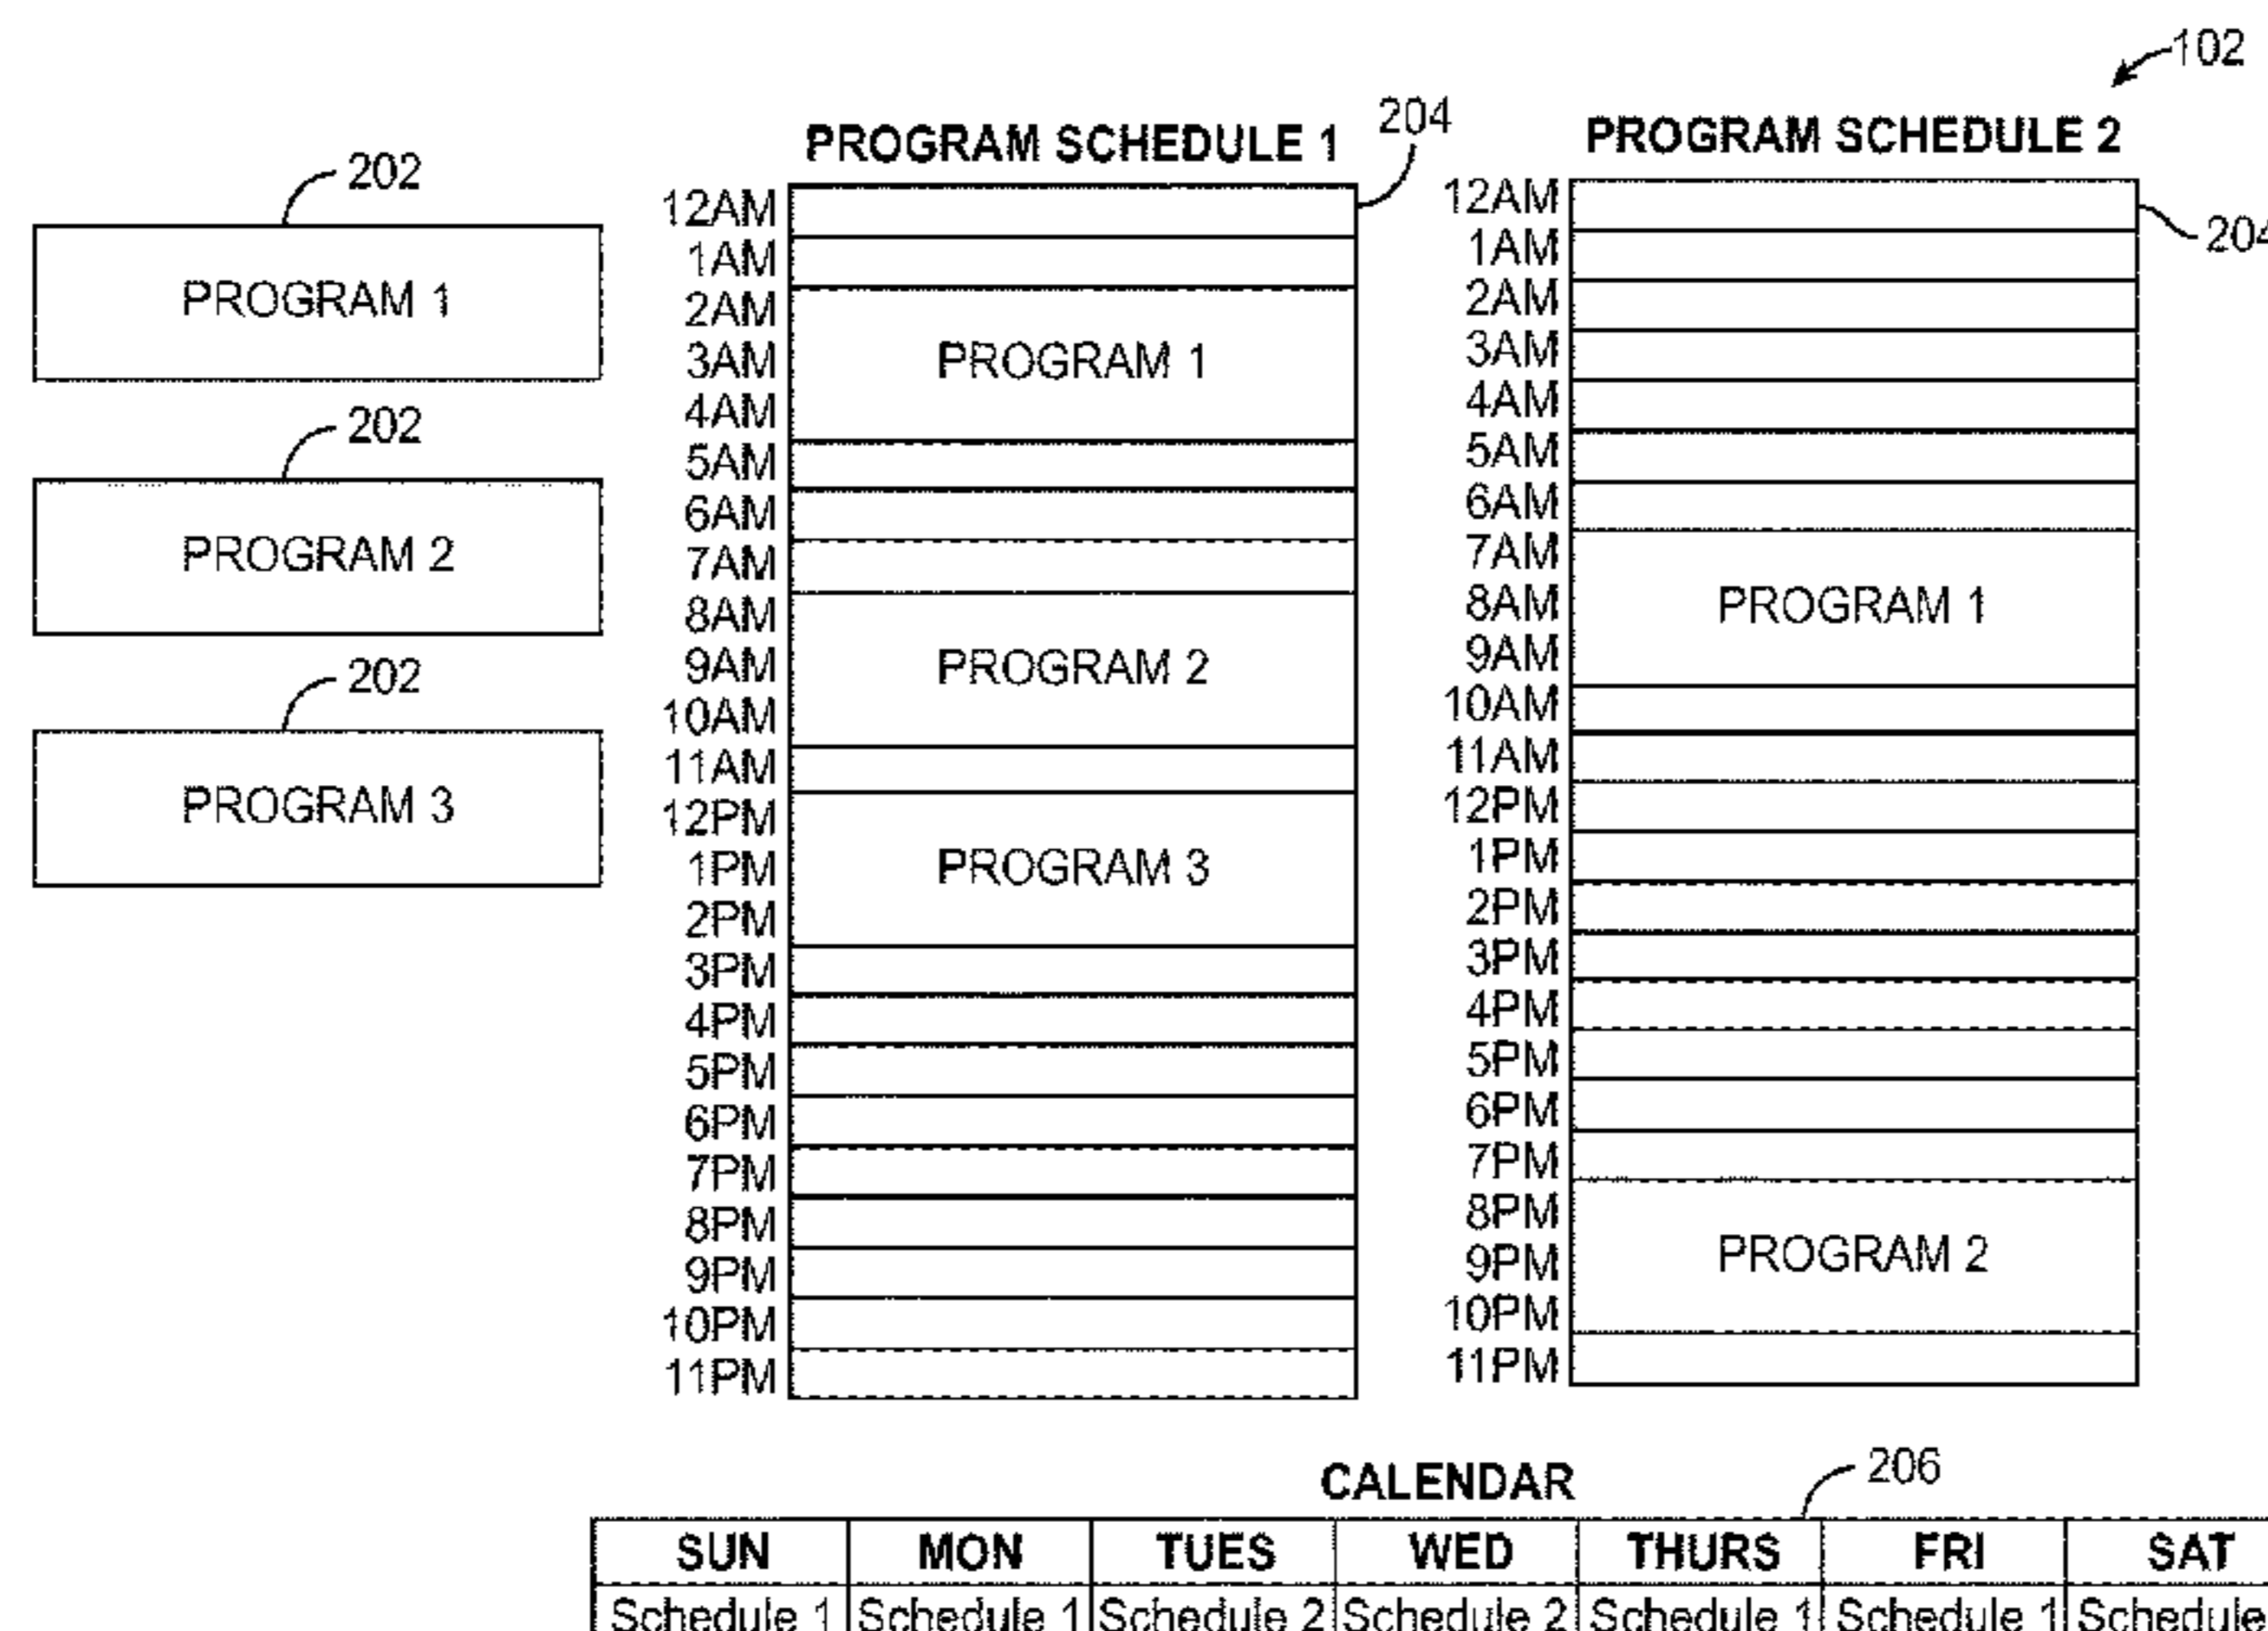 102
PROGRAM SCHEDULE 1
204
PROGRAM SCHEDULE 2
204
202
PROGRAM 1
202
PROGRAM 2
202
PROGRAM 3
12AM
1AM
2AM
3AM
PROGRAM 1
4AM
5AM
6AM
7AM
8AM
9AM
PROGRAM 2
10AM
11AM
12PM
1PM
PROGRAM 3
2PM
3PM
4PM
5PM
6PM
7PM
8PM
9PM
10PM
11PM
12AM
1AM
2AM
3AM
4AM
5AM
6AM
7AM
8AM
PROGRAM 1
9AM
10AM
11AM
12PM
1PM
2PM
3PM
4PM
5PM
6PM
7PM
8PM
9PM
PROGRAM 2
10PM
11PM
CALENDAR
206
SUN MON TUES WED THURS FRI SAT
Schedule 1 Schedule 1 Schedule 2 Schedule 2 Schedule 1 Schedule 1 Schedule